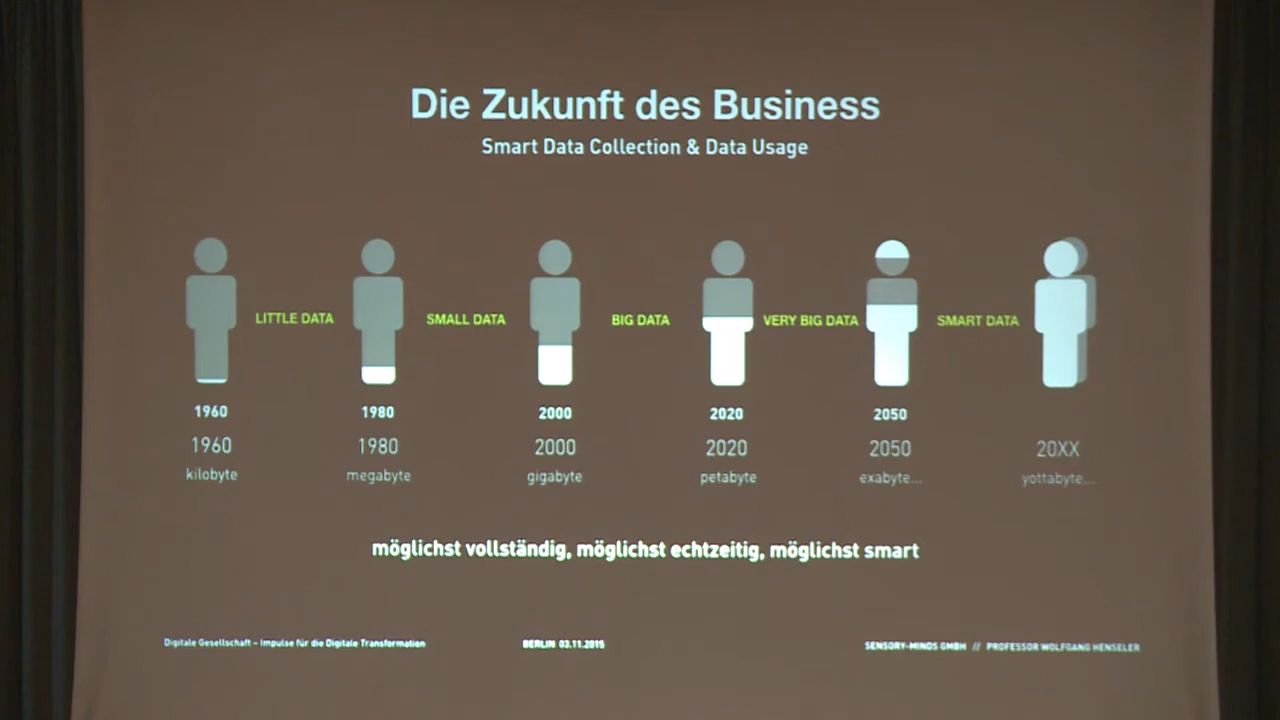 Die Zukunft des Business
Smart Data Collection & Data Usage
LITTLE DATA SMALL DATA BIG DATA VERY BIG DATA SMART DATA
1960 1980 2000 2020 2050
1960 1980 2000 2020 2050 20XX
kilobyte megabyte gigabyte petabyte exabyte... yottabyte...
möglichst vollständig, möglichst echtzeitig, möglichst smart
Digitale Gesellschaft – Impulse für die Digitale Transformation BERLIN 03.11.2015 SENSORY-MINDS GMBH // PROFESSOR WOLFGANG HENSELER